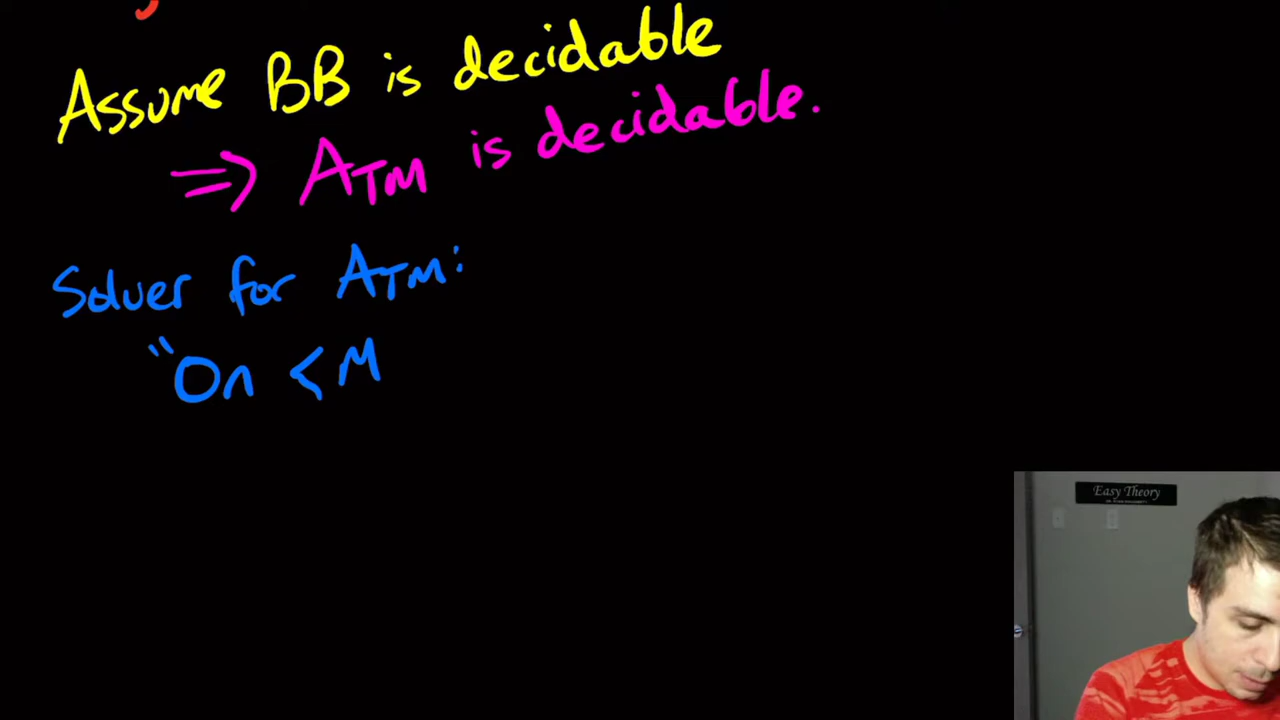 Assume BB is decidable
=> ATM is decidable.
Solver for ATM:
"On <M
Easy Theory